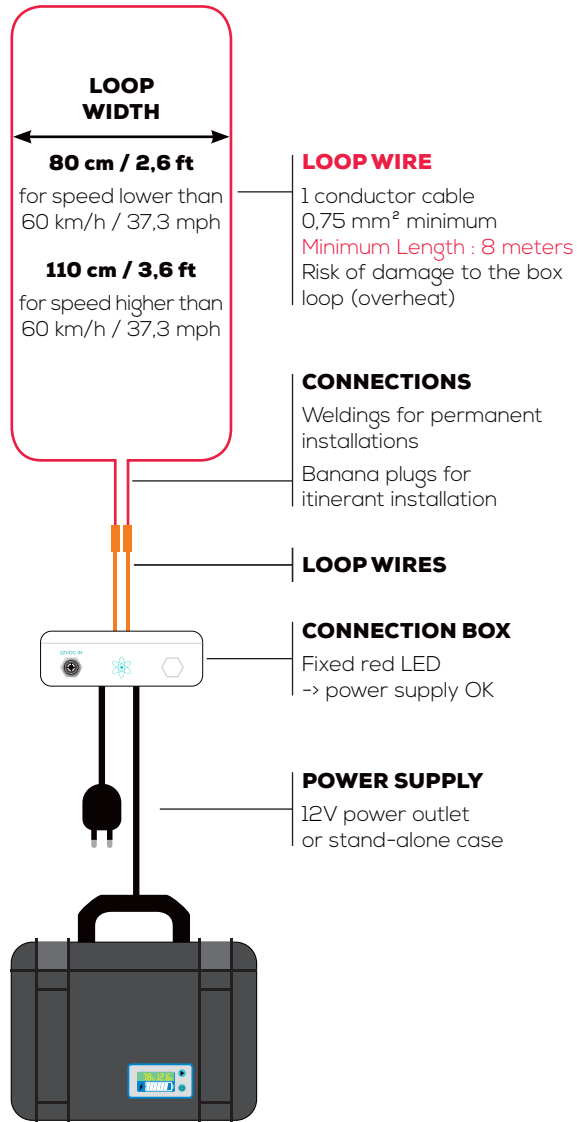 LOOP
WIDTH
80 cm / 2,6 ft
for speed lower than
60 km/h / 37,3 mph
110 cm / 3,6 ft
for speed higher than
60 km/h / 37,3 mph
LOOP WIRE
1 conductor cable
0,75 mm² minimum
Minimum Length : 8 meters
Risk of damage to the box
loop (overheat)
CONNECTIONS
Weldings for permanent
installations
Banana plugs for
itinerant installation
LOOP WIRES
CONNECTION BOX
Fixed red LED
-> power supply OK
12VDC IN
POWER SUPPLY
12V power outlet
or stand-alone case